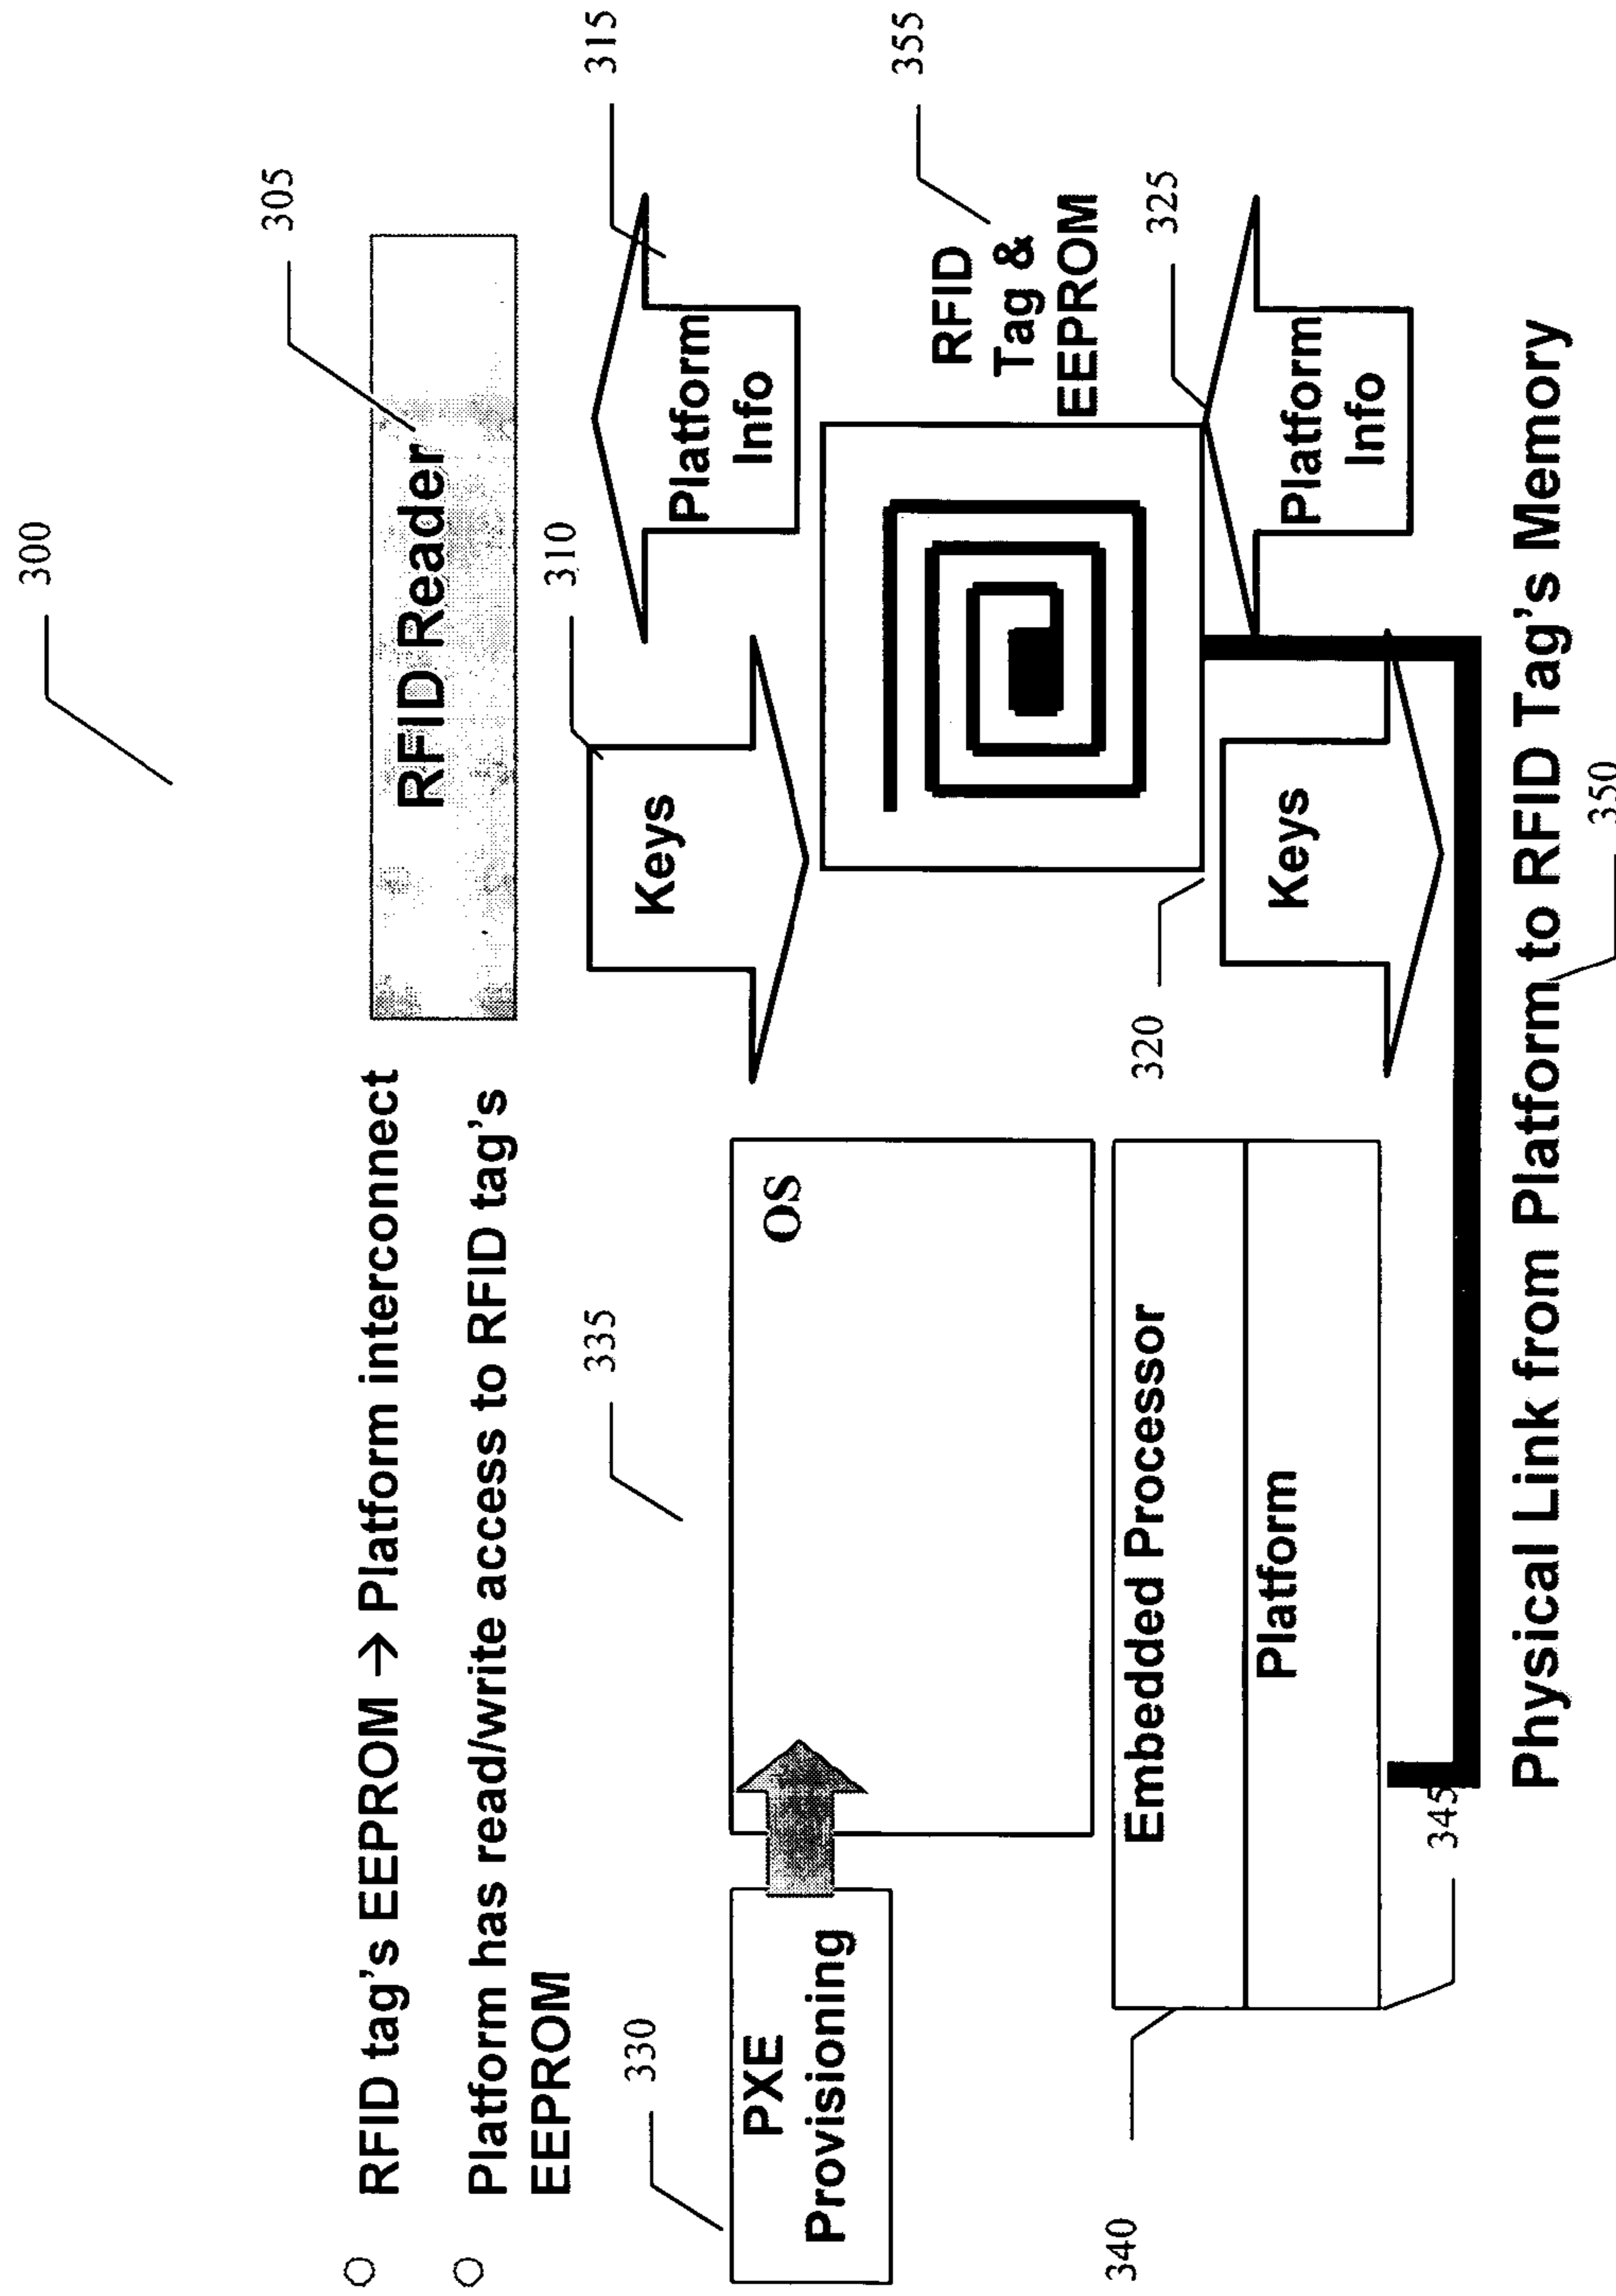 300
○ RFID tag's EEPROM → Platform interconnect
○ Platform has read/write access to RFID tag's
EEPROM
305
RFID Reader
310
315
Keys
Platform
Info
330
PXE
Provisioning
335
OS
355
RFID
Tag &
EEPROM
340
Embedded Processor
Platform
320
325
Keys
Platform
Info
345
Physical Link from Platform to RFID Tag's Memory
350